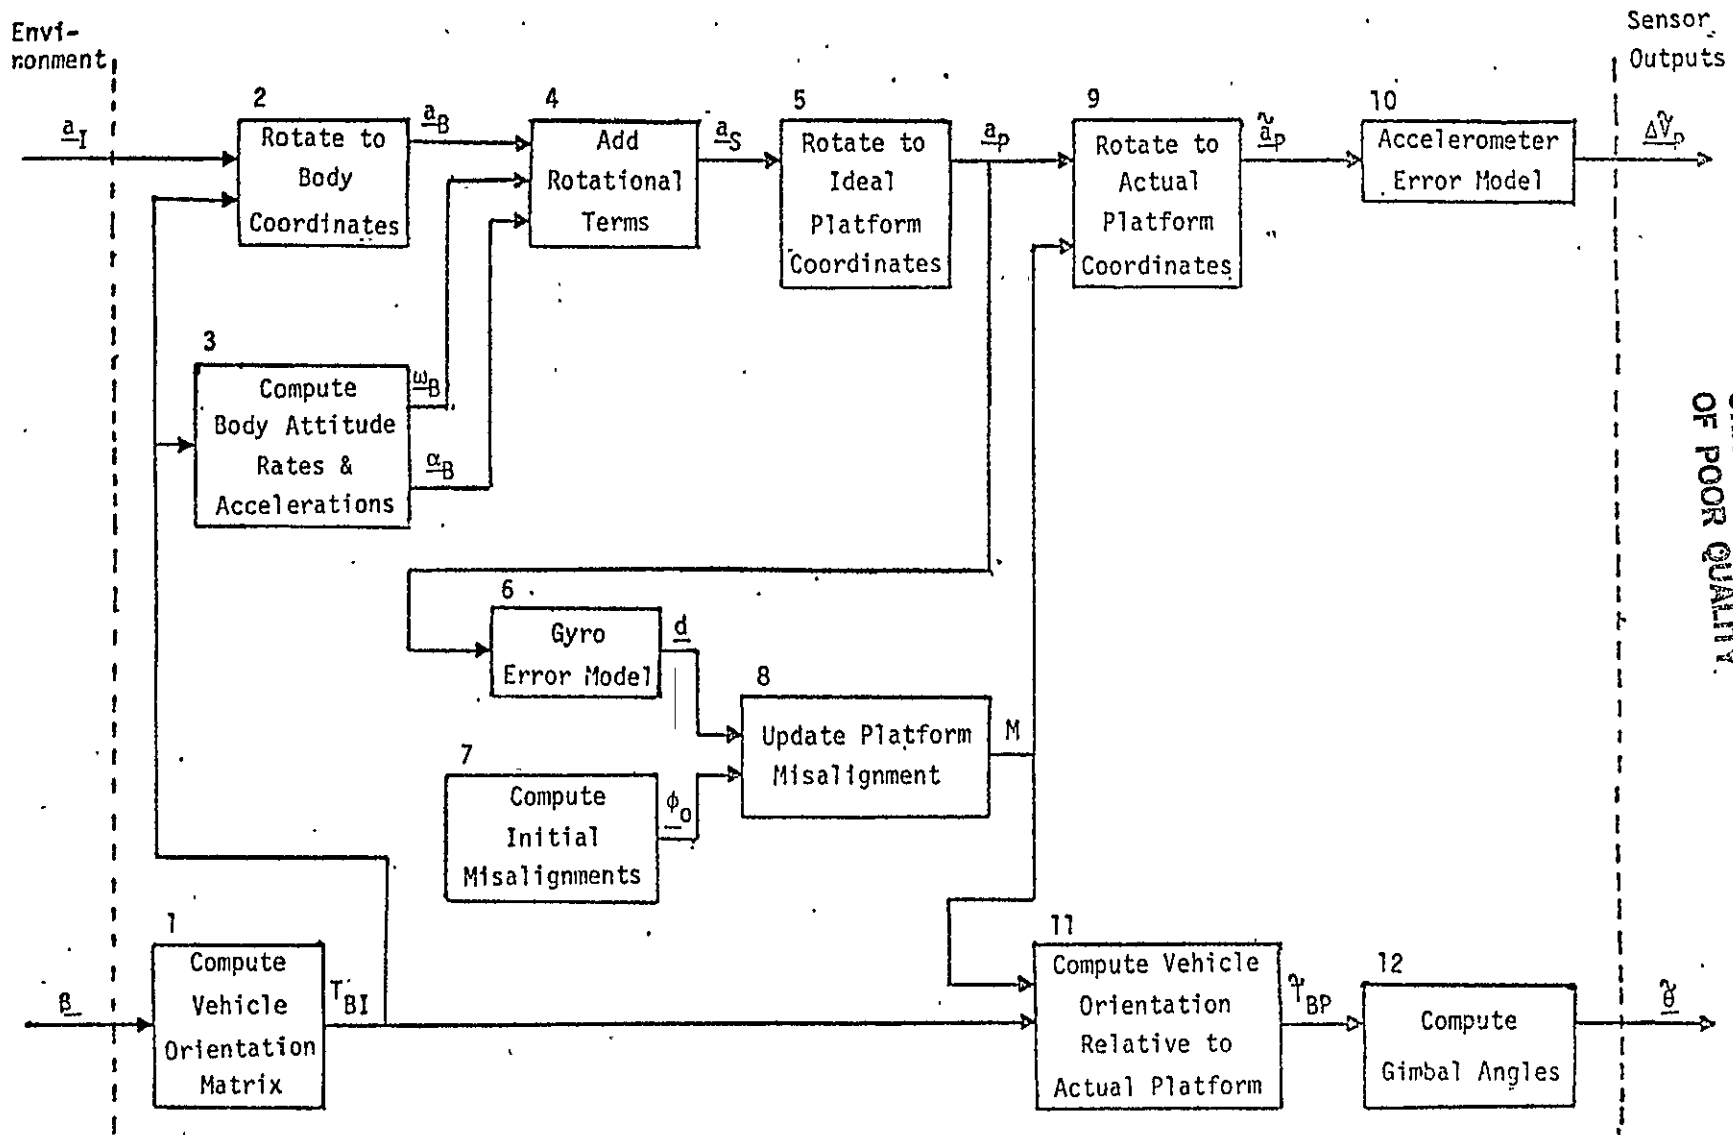 Envi-
ronment
Sensor
Outputs
a_I
2
Rotate to
Body
Coordinates
a_B
4
Add
Rotational
Terms
a_S
5
Rotate to
Ideal
Platform
Coordinates
a_P
9
Rotate to
Actual
Platform
Coordinates
ã_P
10
Accelerometer
Error Model
ΔṼ_P
3
Compute
Body Attitude
Rates &
Accelerations
ω_B
α_B
OF POOR QUALITY
6
Gyro
Error Model
d
7
Compute
Initial
Misalignments
ϕ_o
8
Update Platform
Misalignment
M
β
1
Compute
Vehicle
Orientation
Matrix
T_BI
11
Compute Vehicle
Orientation
Relative to
Actual Platform
T̃_BP
12
Compute
Gimbal Angles
θ̃